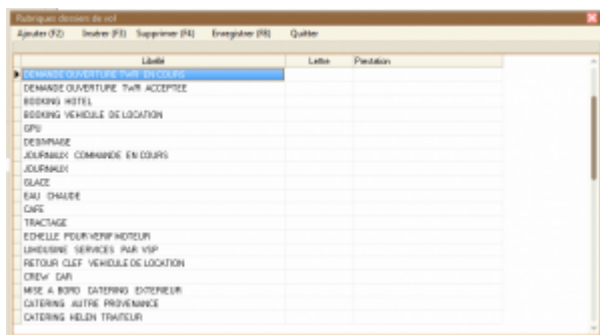 Rubriques dossiers de vol
Ajouter (F2) Insérer (F3) Supprimer (F4) Enregistrer (F8) Quitter
Libellé Lettre Prestation
DEMANDE OUVERTURE TWR EN COURS
DEMANDE OUVERTURE TWR ACCEPTEE
BOOKING HOTEL
BOOKING VEHICULE DE LOCATION
GPU
DEGIVRAGE
JOURNAUX COMMANDE EN COURS
JOURNAUX
GLACE
EAU CHAUDE
CAFE
TRACTAGE
ECHELLE POUR VERIF MOTEUR
LIMOUSINE SERVICES PAR VSP
RETOUR CLEF VEHICULE DE LOCATION
CREW CAR
MISE A BORD CATERING EXTERIEUR
CATERING AUTRE PROVENANCE
CATERING HELEN TRAITEUR